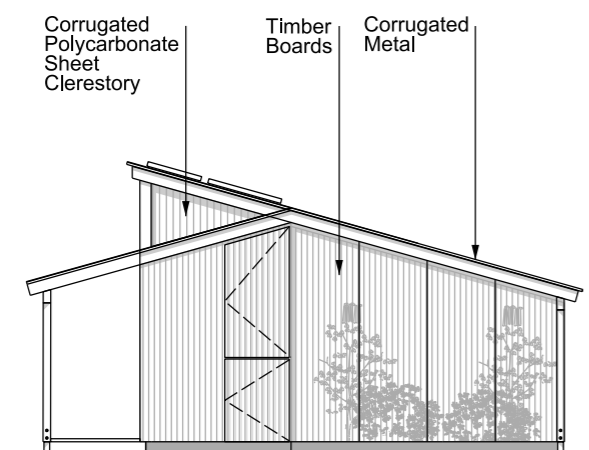 Corrugated
Polycarbonate
Sheet
Clerestory
Timber
Boards
Corrugated
Metal